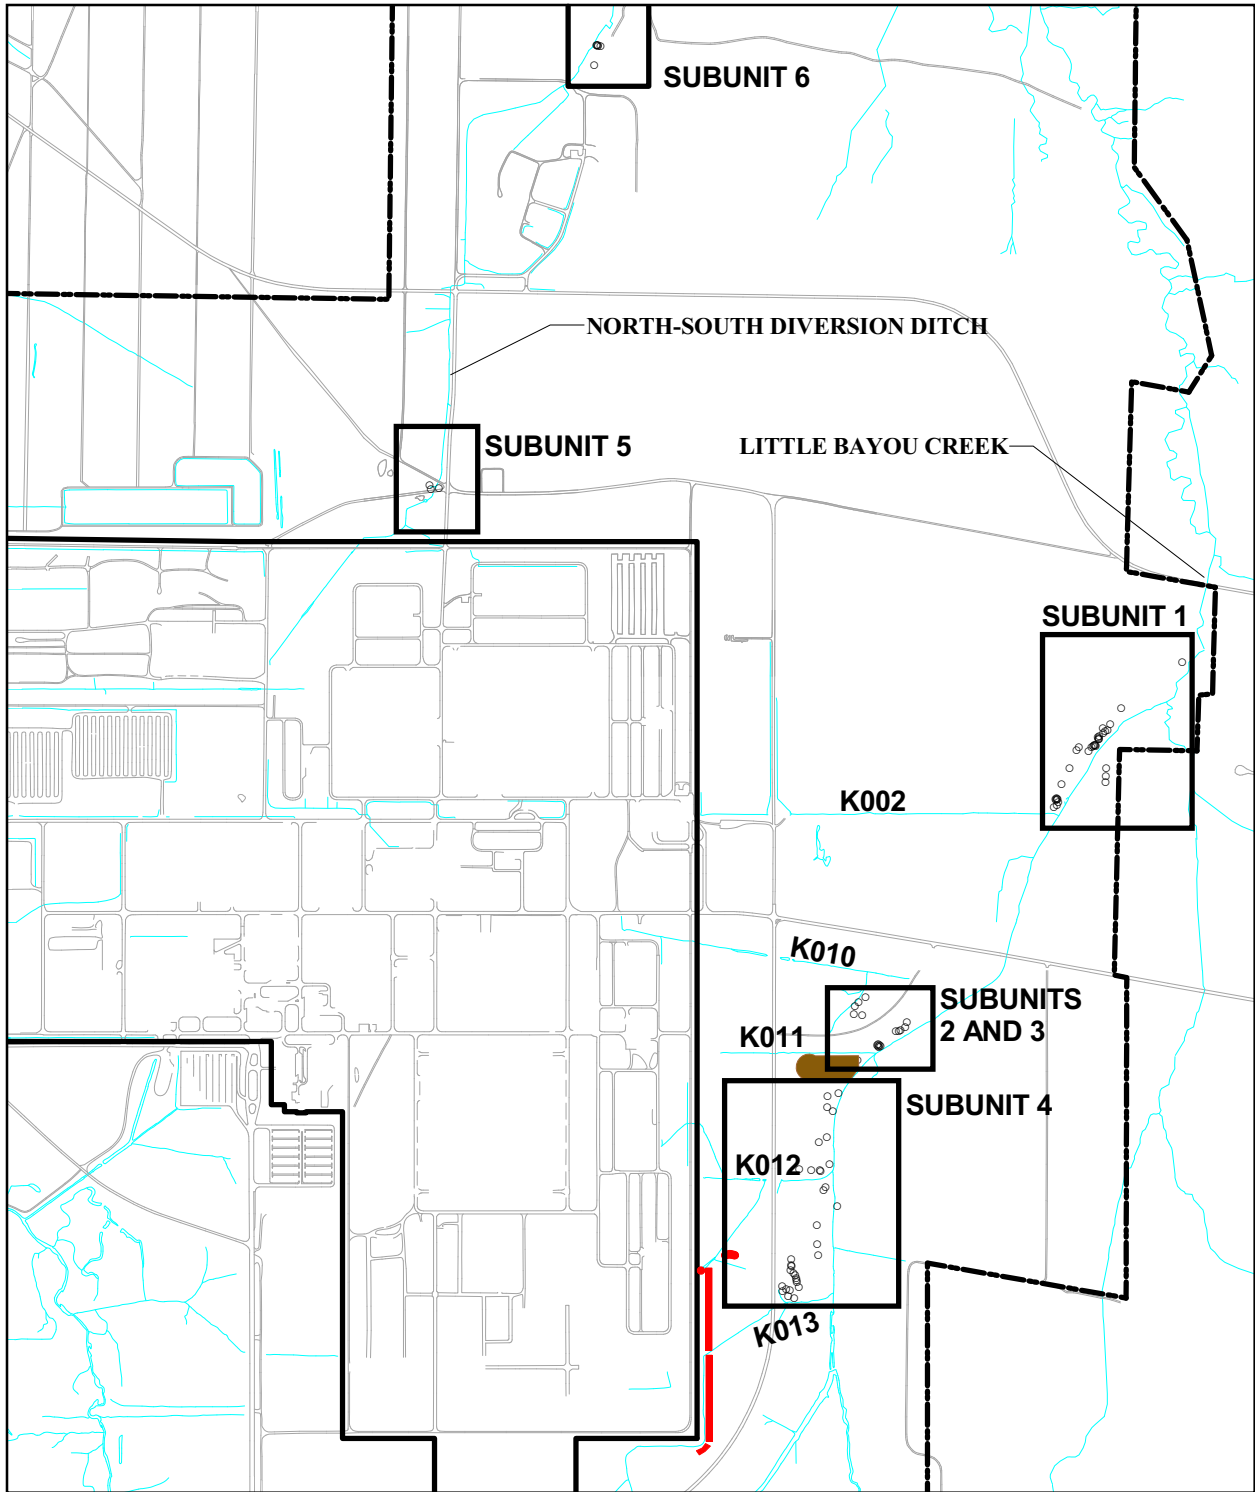 SUBUNIT 6
NORTH-SOUTH DIVERSION DITCH
SUBUNIT 5
LITTLE BAYOU CREEK
SUBUNIT 1
K002
K010
SUBUNITS
2 AND 3
K011
SUBUNIT 4
K012
K013